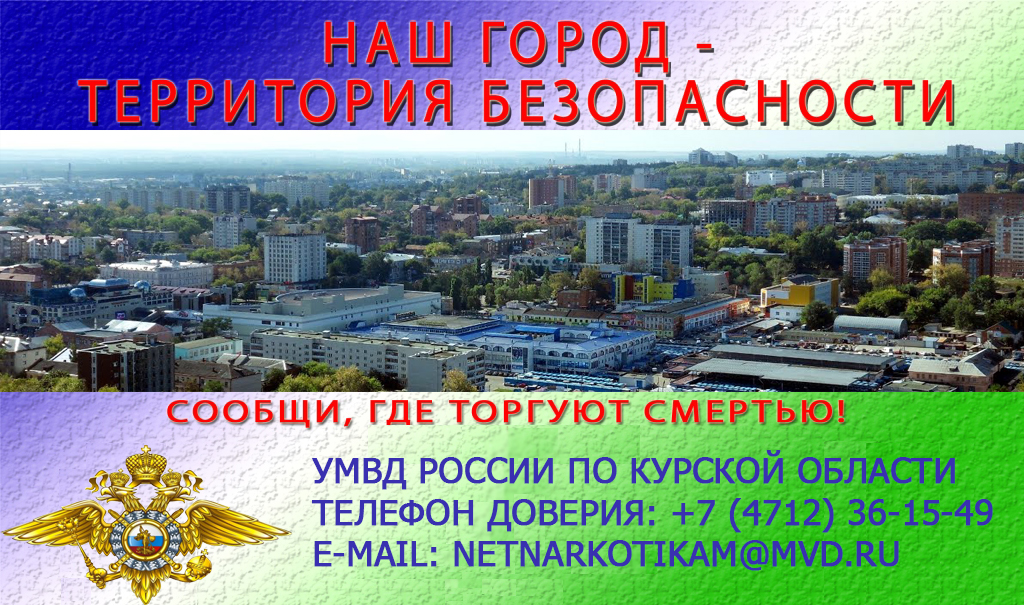 НАШ ГОРОД -
ТЕРРИТОРИЯ БЕЗОПАСНОСТИ
СООБЩИ, ГДЕ ТОРГУЮТ СМЕРТЬЮ!
УМВД РОССИИ ПО КУРСКОЙ ОБЛАСТИ
ТЕЛЕФОН ДОВЕРИЯ: +7 (4712) 36-15-49
E-MAIL: NETNARKOTIKAM@MVD.RU